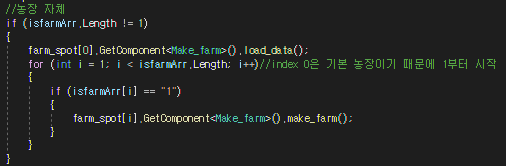 //농장 자체
if (isfarmArr.Length != 1)
{
farm_spot[0].GetComponent<Make_farm>().load_data();
for (int i = 1; i < isfarmArr.Length; i++)//index 0은 기본 농장이기 때문에 1부터 시작
{
if (isfarmArr[i] == "1")
{
farm_spot[i].GetComponent<Make_farm>().make_farm();
}
}
}